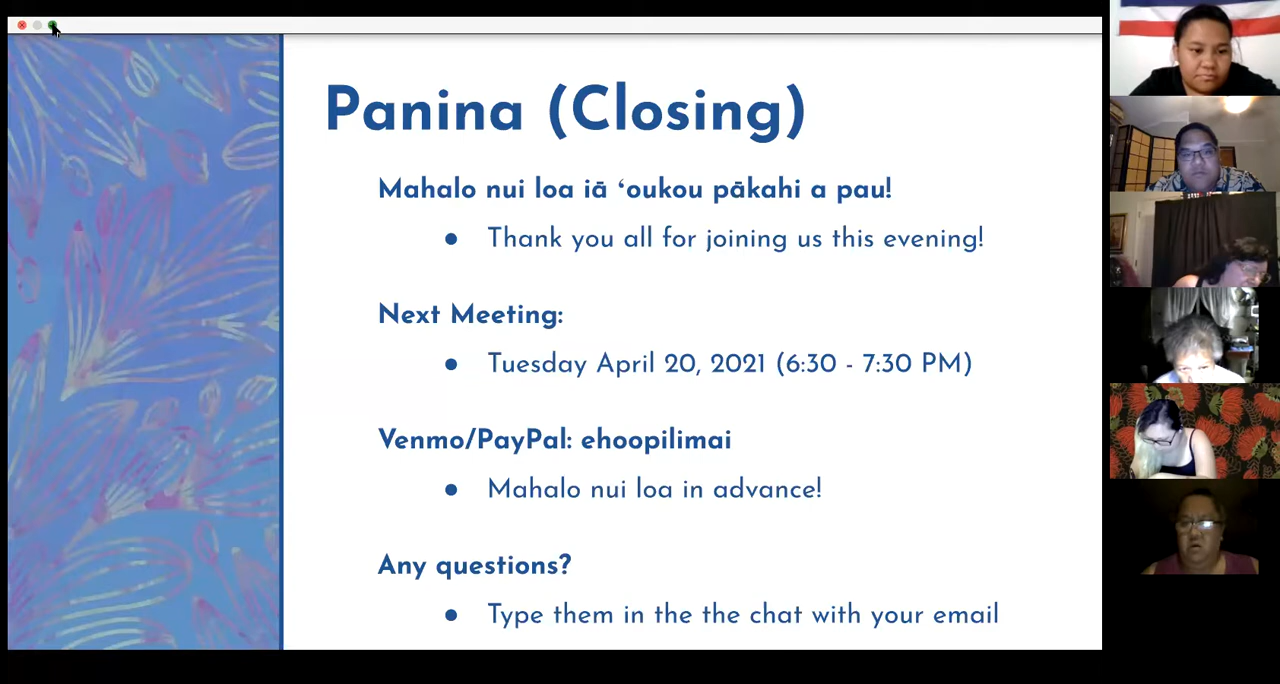 Panina (Closing)
Mahalo nui loa iā ʻoukou pākahi a pau!
● Thank you all for joining us this evening!
Next Meeting:
● Tuesday April 20, 2021 (6:30 - 7:30 PM)
Venmo/PayPal: ehoopilimai
● Mahalo nui loa in advance!
Any questions?
● Type them in the the chat with your email